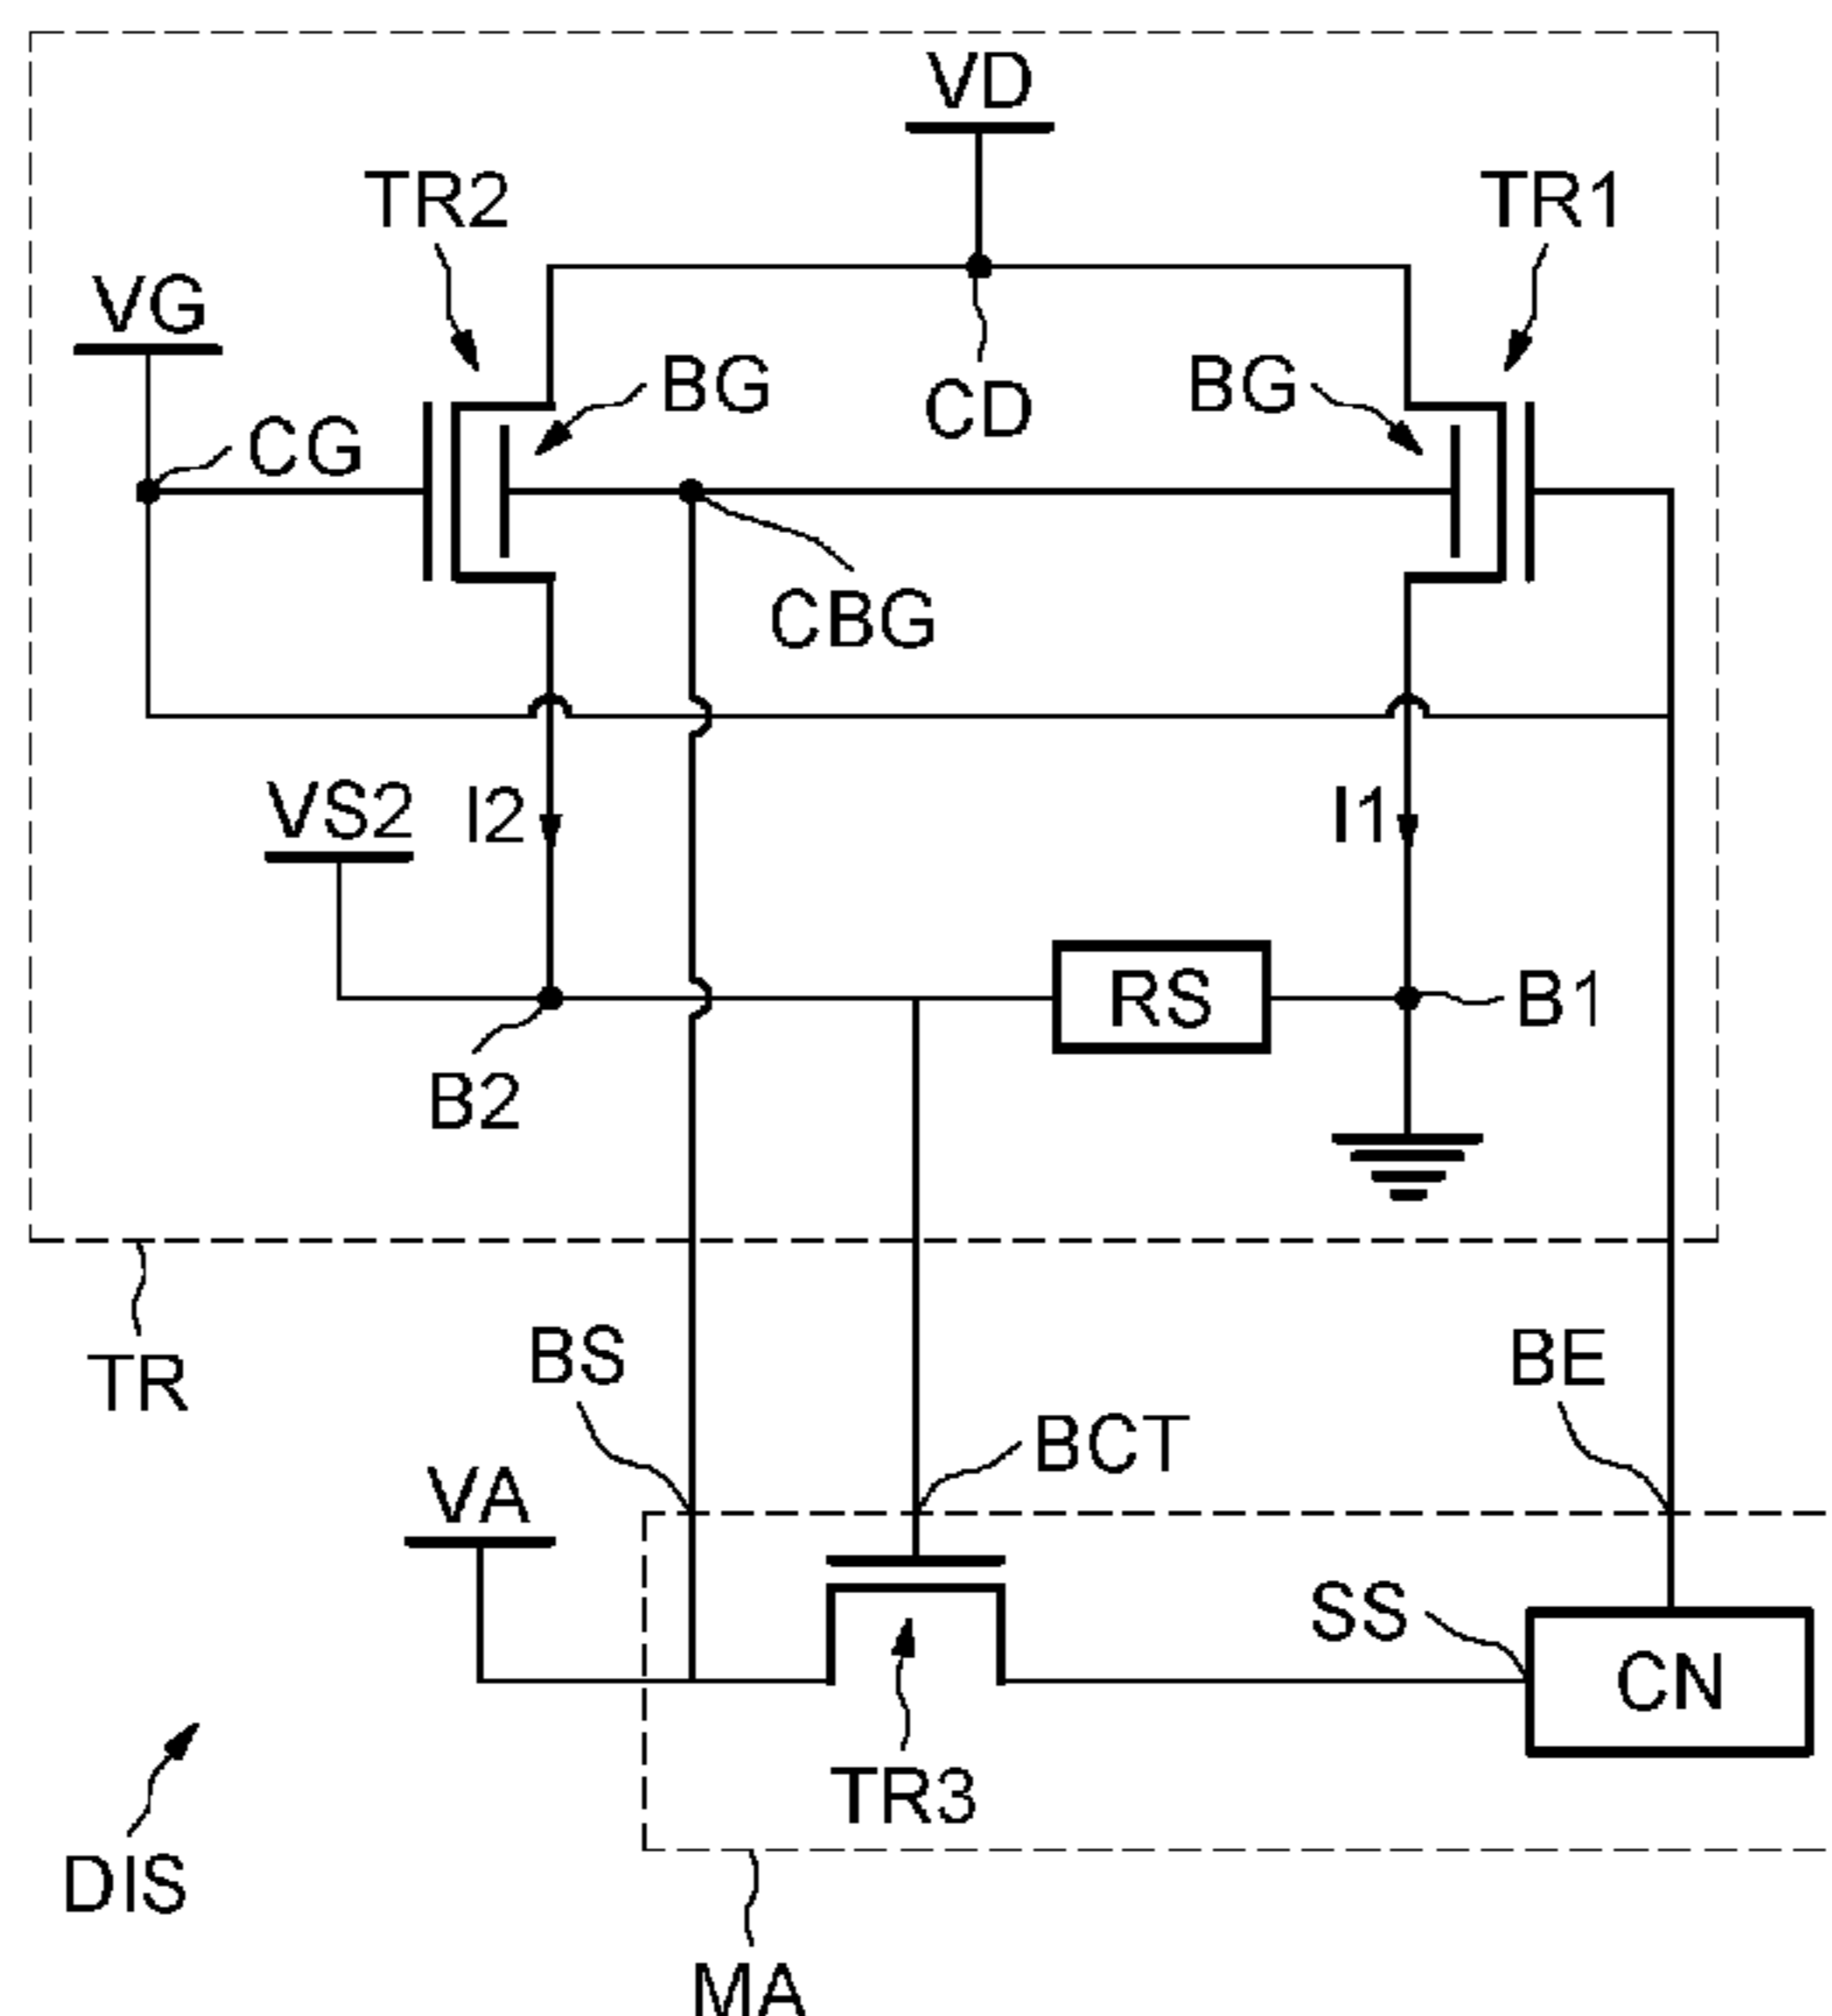 VD
TR2
TR1
VG
BG
BG
CD
CG
CBG
VS2
I2
I1
RS
B1
B2
TR
BS
BE
BCT
VA
SS
CN
TR3
DIS
MA